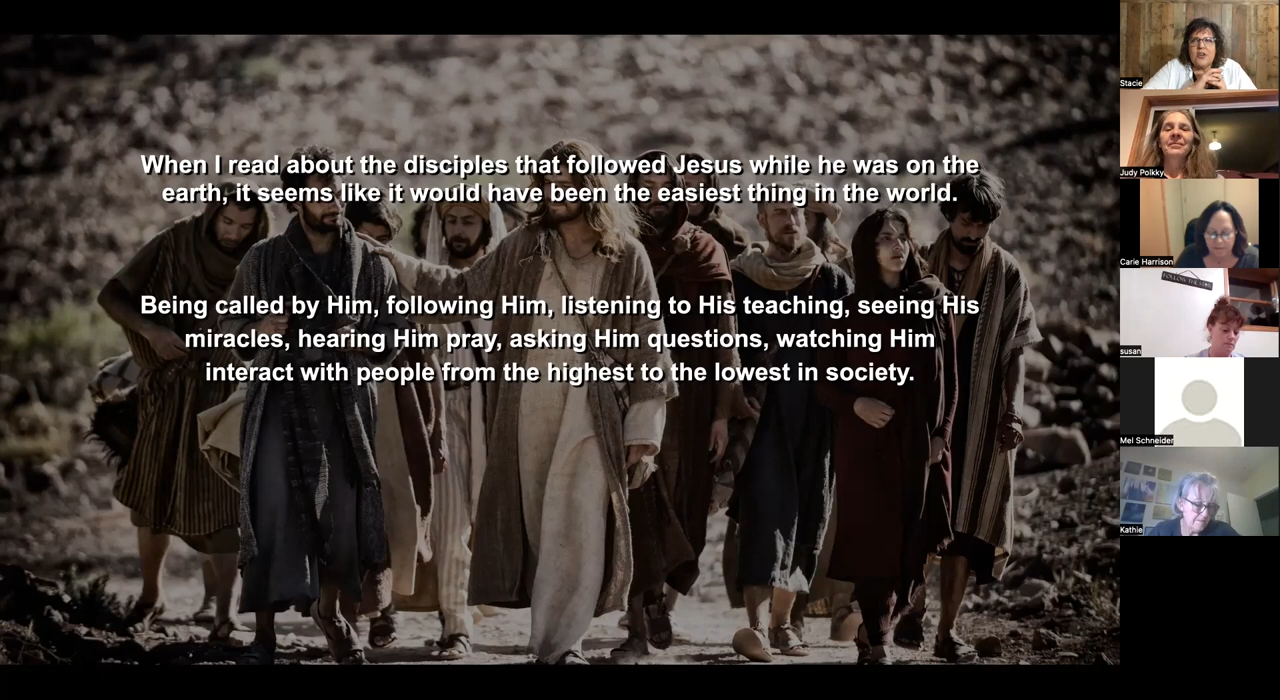 When I read about the disciples that followed Jesus while he was on the
earth, it seems like it would have been the easiest thing in the world.
Being called by Him, following Him, listening to His teaching, seeing His
miracles, hearing Him pray, asking Him questions, watching Him
interact with people from the highest to the lowest in society.
Stacie
Judy Polkky
Carie Harrison
FOLLOW THE
susan
Mel Schneider
Kathie